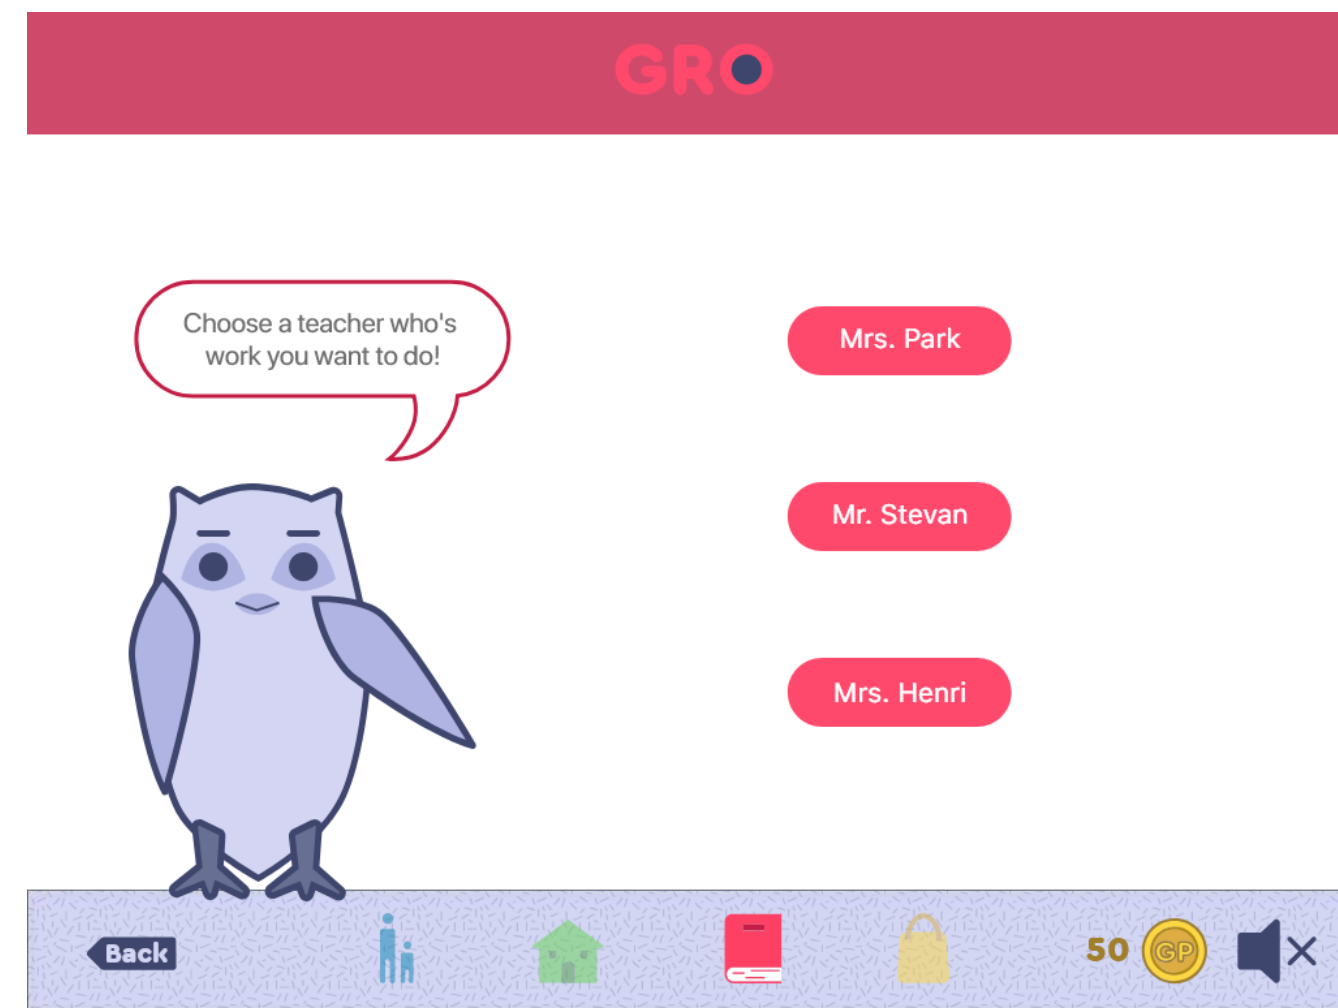 GRO
Choose a teacher who's
work you want to do!
Mrs. Park
Mr. Stevan
Mrs. Henri
Back
50 GP